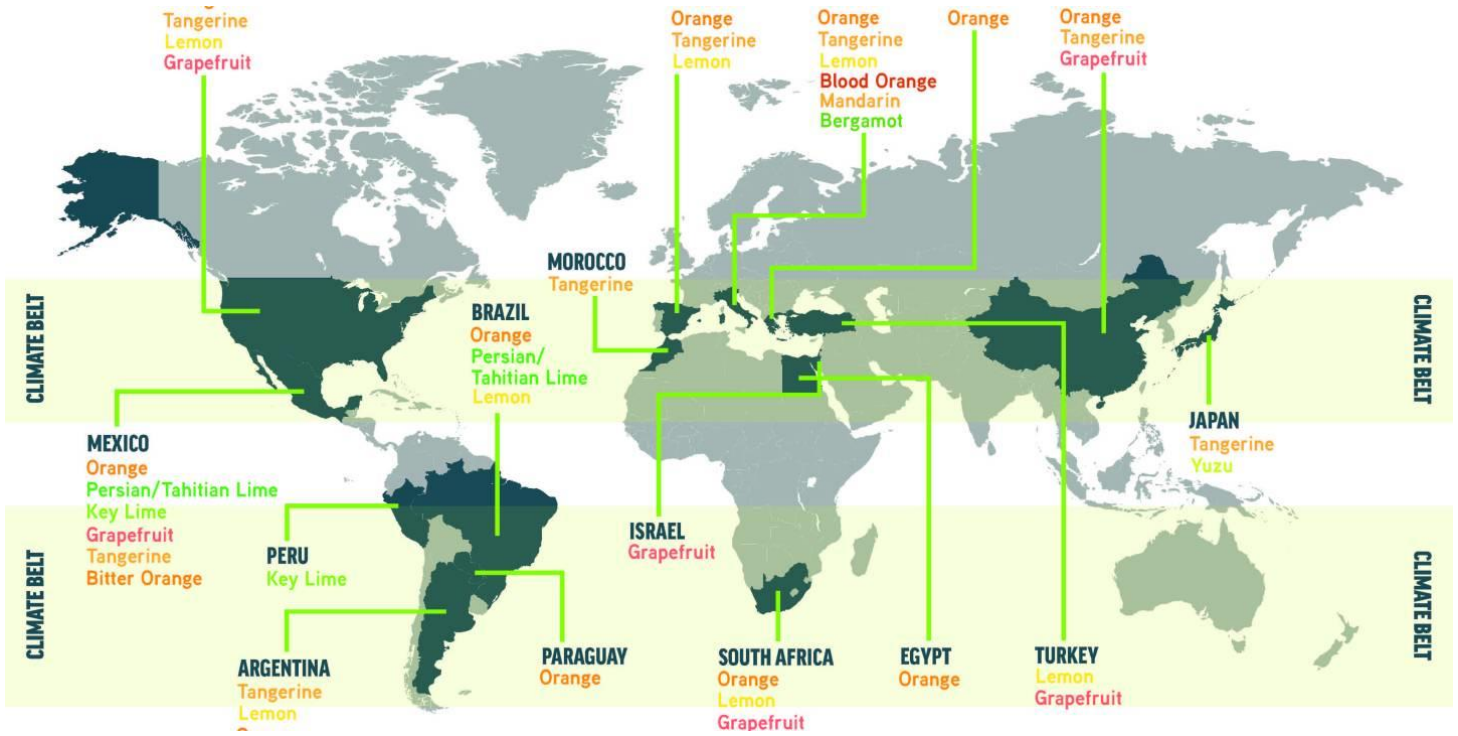 Tangerine
Lemon
Grapefruit
Orange
Tangerine
Lemon
Orange
Tangerine
Lemon
Blood Orange
Mandarin
Bergamot
Orange
Orange
Tangerine
Grapefruit
CLIMATE BELT
MOROCCO
Tangerine
BRAZIL
Orange
Persian/
Tahitian Lime
Lemon
CLIMATE BELT
MEXICO
Orange
Persian/Tahitian Lime
Key Lime
Grapefruit
Tangerine
Bitter Orange
JAPAN
Tangerine
Yuzu
CLIMATE BELT
PERU
Key Lime
ISRAEL
Grapefruit
CLIMATE BELT
ARGENTINA
Tangerine
Lemon
PARAGUAY
Orange
SOUTH AFRICA
Orange
Lemon
Grapefruit
EGYPT
Orange
TURKEY
Lemon
Grapefruit